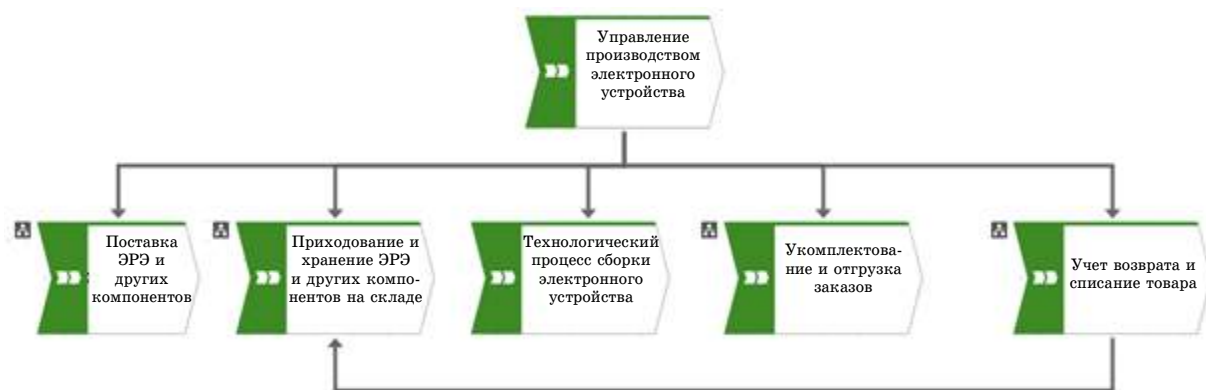 Управление
производством
электронного
устройства
Поставка
ЭРЭ и
других
компонентов
Приходование и
хранение ЭРЭ
и других компо-
нентов на складе
Технологический
процесс сборки
электронного
устройства
Укомплектова-
ние и отгрузка
заказов
Учет возврата и
списание товара